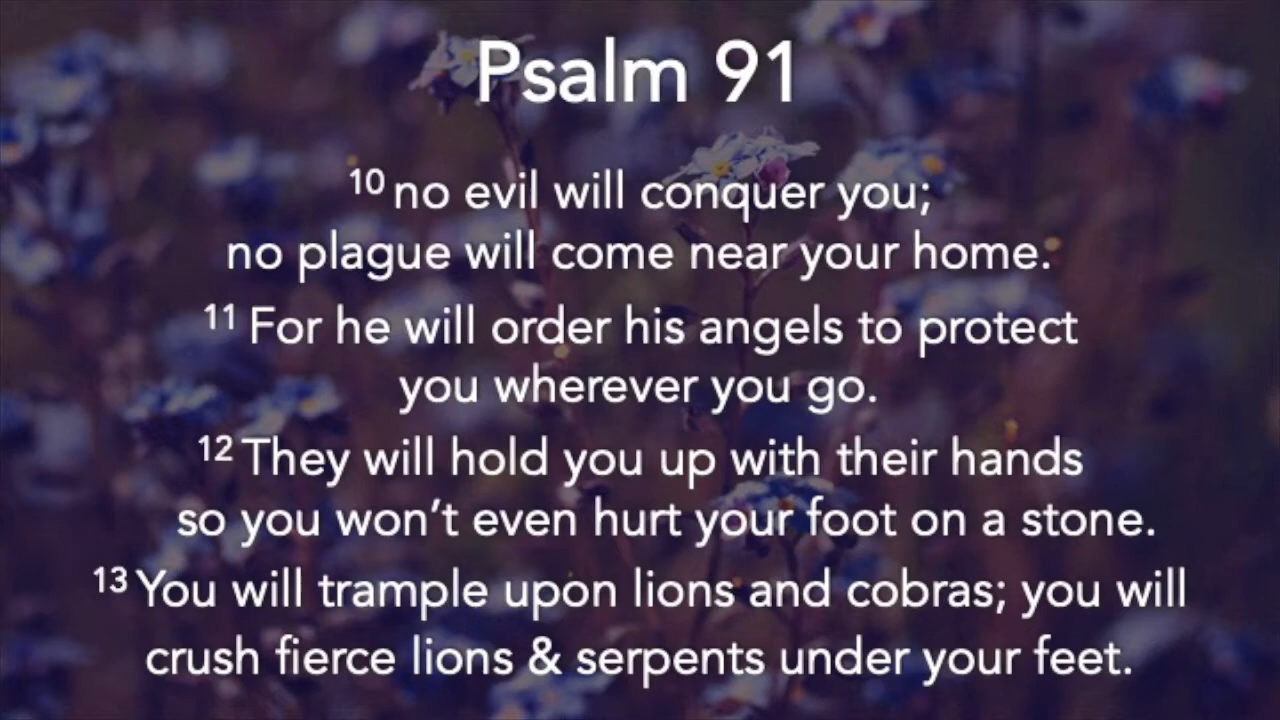 Psalm 91
10 no evil will conquer you;
no plague will come near your home.
11 For he will order his angels to protect
you wherever you go.
12 They will hold you up with their hands
so you won’t even hurt your foot on a stone.
13 You will trample upon lions and cobras; you will
crush fierce lions & serpents under your feet.